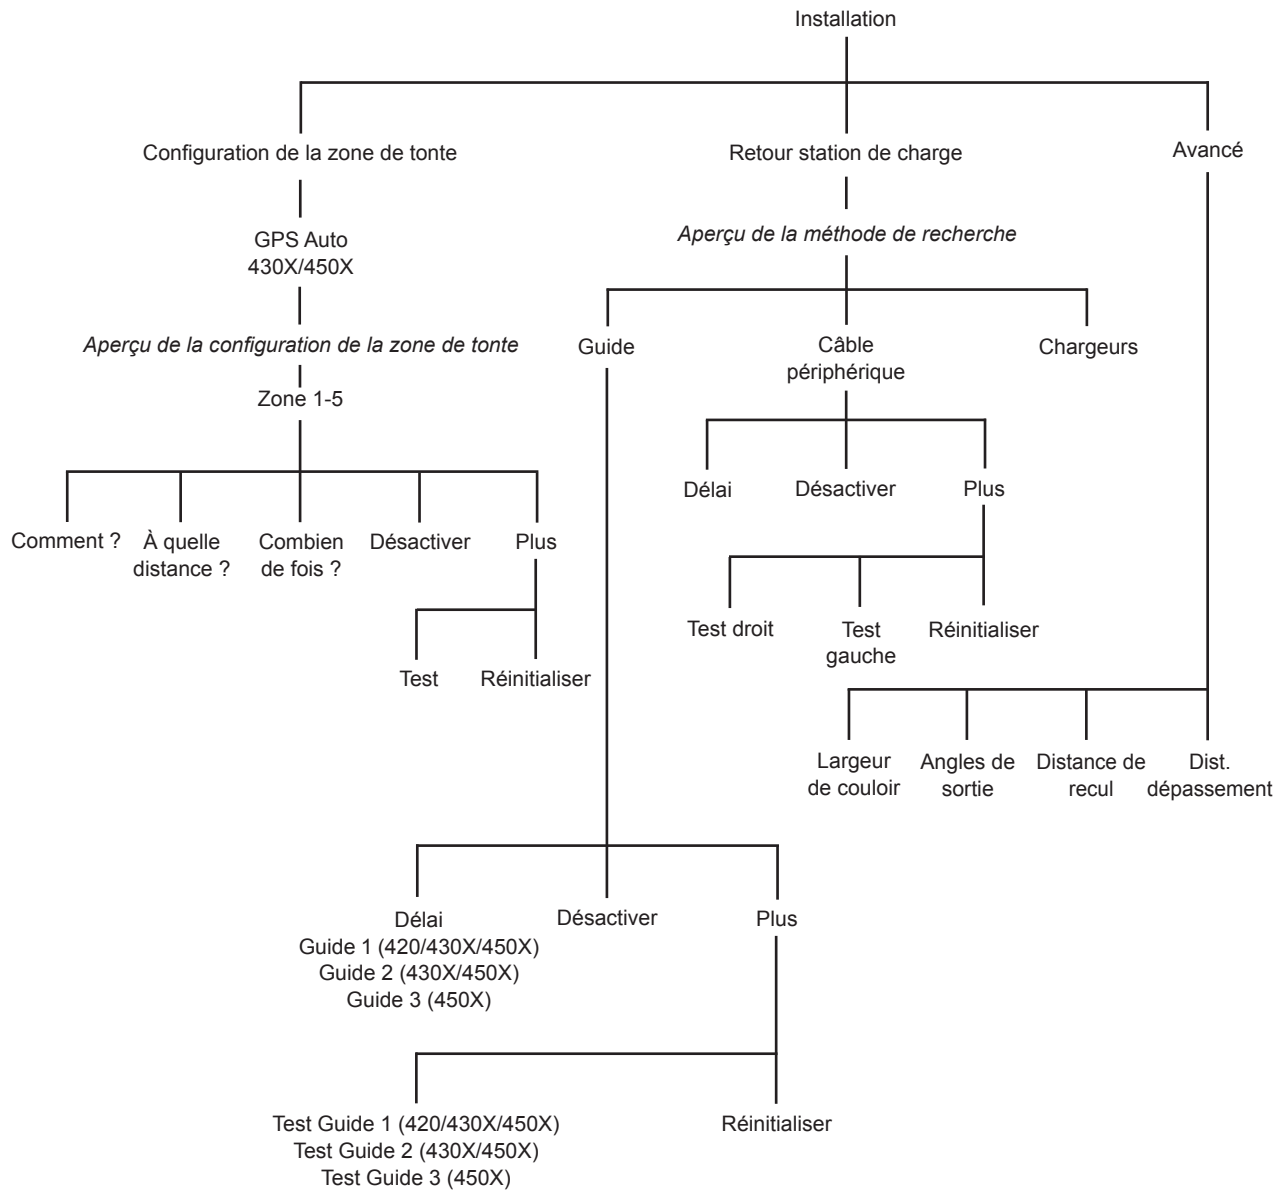 Installation
Configuration de la zone de tonte
Retour station de charge
Avancé
GPS Auto
430X/450X
Aperçu de la méthode de recherche
Aperçu de la configuration de la zone de tonte
Guide
Câble
périphérique
Chargeurs
Zone 1-5
Délai
Désactiver
Plus
Comment ?
À quelle
distance ?
Combien
de fois ?
Désactiver
Plus
Test droit
Test
gauche
Réinitialiser
Test
Réinitialiser
Largeur
de couloir
Angles de
sortie
Distance de
recul
Dist.
dépassement
Délai
Guide 1 (420/430X/450X)
Guide 2 (430X/450X)
Guide 3 (450X)
Désactiver
Plus
Test Guide 1 (420/430X/450X)
Test Guide 2 (430X/450X)
Test Guide 3 (450X)
Réinitialiser